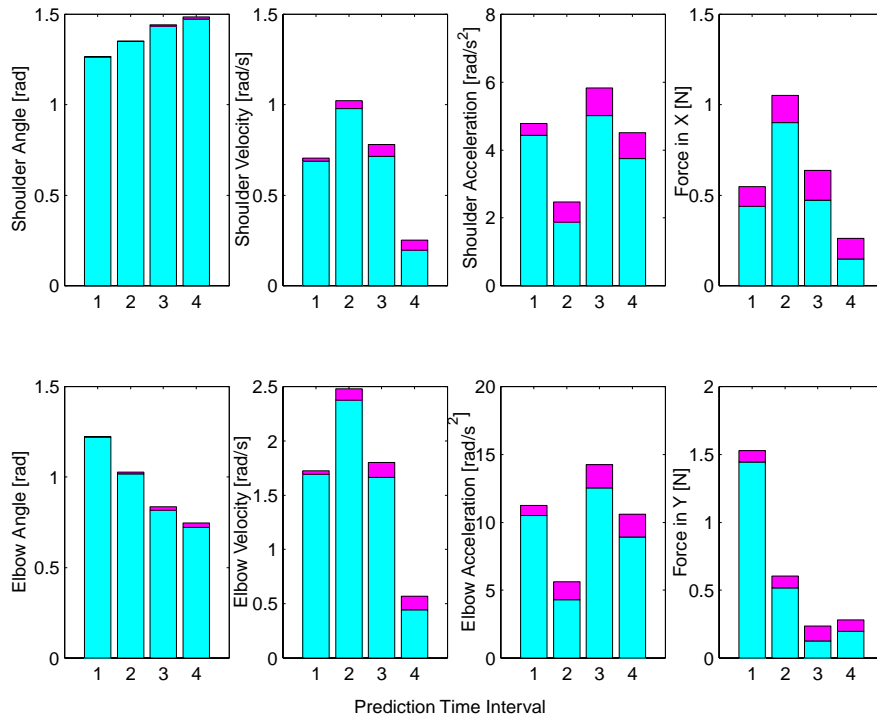 Shoulder Angle [rad]
1.5
1
0.5
0
1 2 3 4
Shoulder Velocity [rad/s]
1.5
1
0.5
0
1 2 3 4
Shoulder Acceleration [rad/s²]
8
6
4
2
0
1 2 3 4
Force in X [N]
1.5
1
0.5
0
1 2 3 4
Elbow Angle [rad]
1.5
1
0.5
0
1 2 3 4
Elbow Velocity [rad/s]
2.5
2
1.5
1
0.5
0
1 2 3 4
Elbow Acceleration [rad/s²]
20
15
10
5
0
1 2 3 4
Force in Y [N]
2
1.5
1
0.5
0
1 2 3 4
Prediction Time Interval